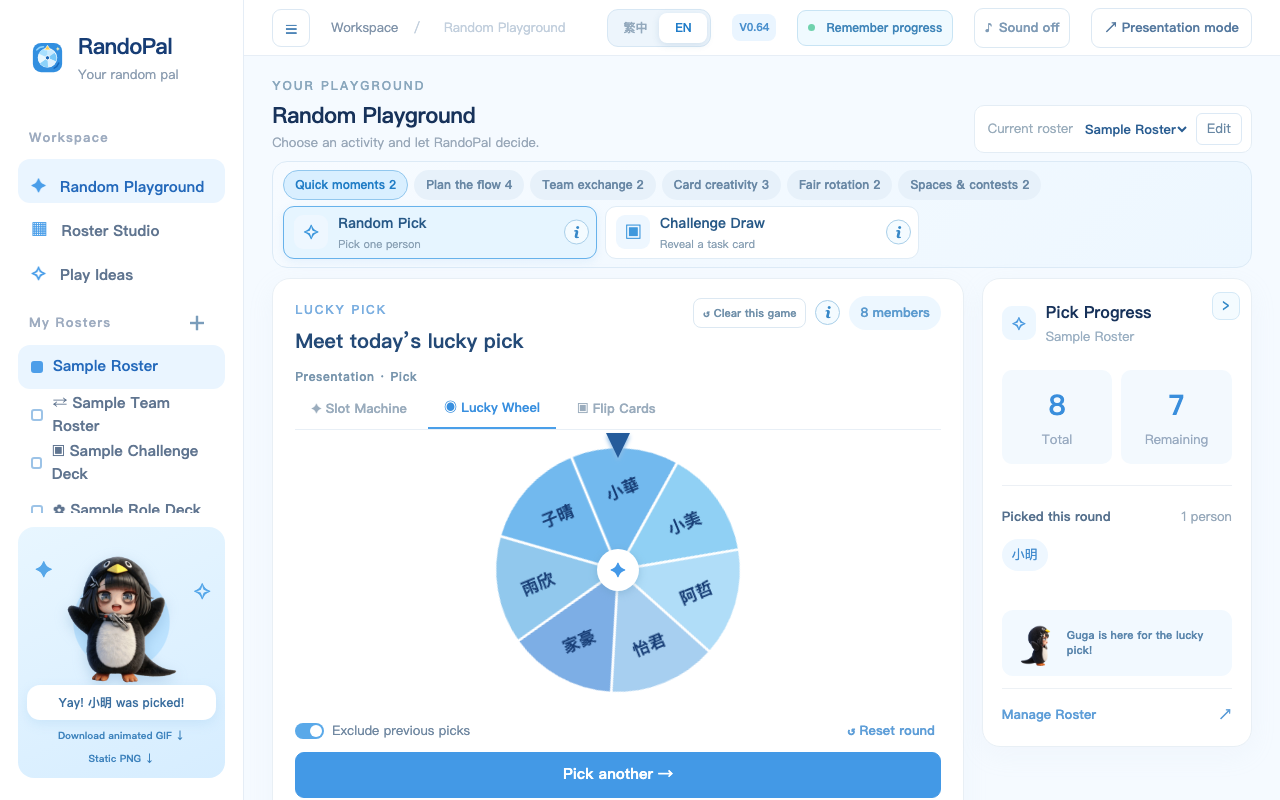 RandoPal
Your random pal
Workspace
Random Playground
Roster Studio
Play Ideas
My Rosters
Sample Roster
⇄ Sample Team
Roster
▣ Sample Challenge
Deck
✿ Sample Role Deck
Yay! 小明 was picked!
Download animated GIF ↓
Static PNG ↓
Workspace / Random Playground
繁中 EN
V0.64
Remember progress
♪ Sound off
↗ Presentation mode
YOUR PLAYGROUND
Random Playground
Choose an activity and let RandoPal decide.
Current roster Sample Roster Edit
Quick moments 2 Plan the flow 4 Team exchange 2 Card creativity 3 Fair rotation 2 Spaces & contests 2
Random Pick
Pick one person
i
Challenge Draw
Reveal a task card
i
LUCKY PICK
Meet today’s lucky pick
↺ Clear this game
i
8 members
Presentation · Pick
✦ Slot Machine ◉ Lucky Wheel ▣ Flip Cards
小華
小美
阿哲
怡君
家豪
雨欣
子晴
Exclude previous picks
↺ Reset round
Pick another →
Pick Progress
Sample Roster
8
Total
7
Remaining
Picked this round 1 person
小明
Guga is here for the lucky
pick!
Manage Roster ↗